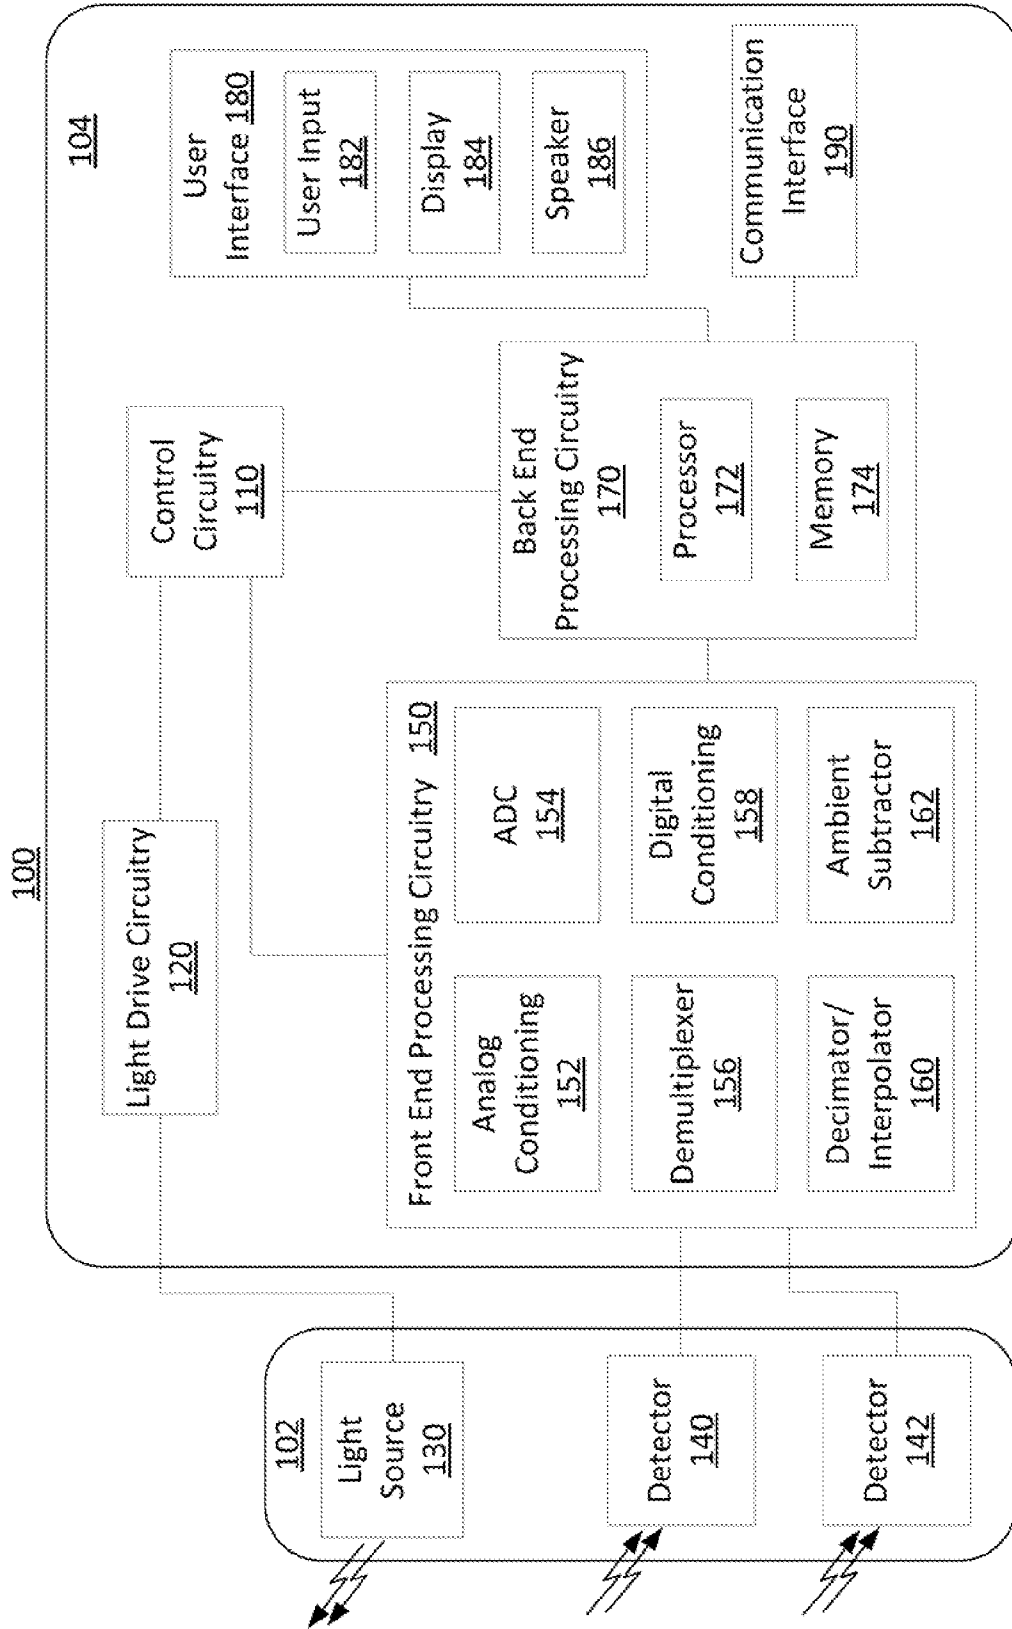 100
104
102
Light
Source
130
Detector
140
Detector
142
Light Drive Circuitry
120
Control
Circuitry
110
Front End Processing Circuitry 150
Analog
Conditioning
152
ADC
154
Demultiplexer
156
Digital
Conditioning
158
Decimator/
Interpolator
160
Ambient
Subtractor
162
Back End
Processing Circuitry
170
Processor
172
Memory
174
User
Interface 180
User Input
182
Display
184
Speaker
186
Communication
Interface
190